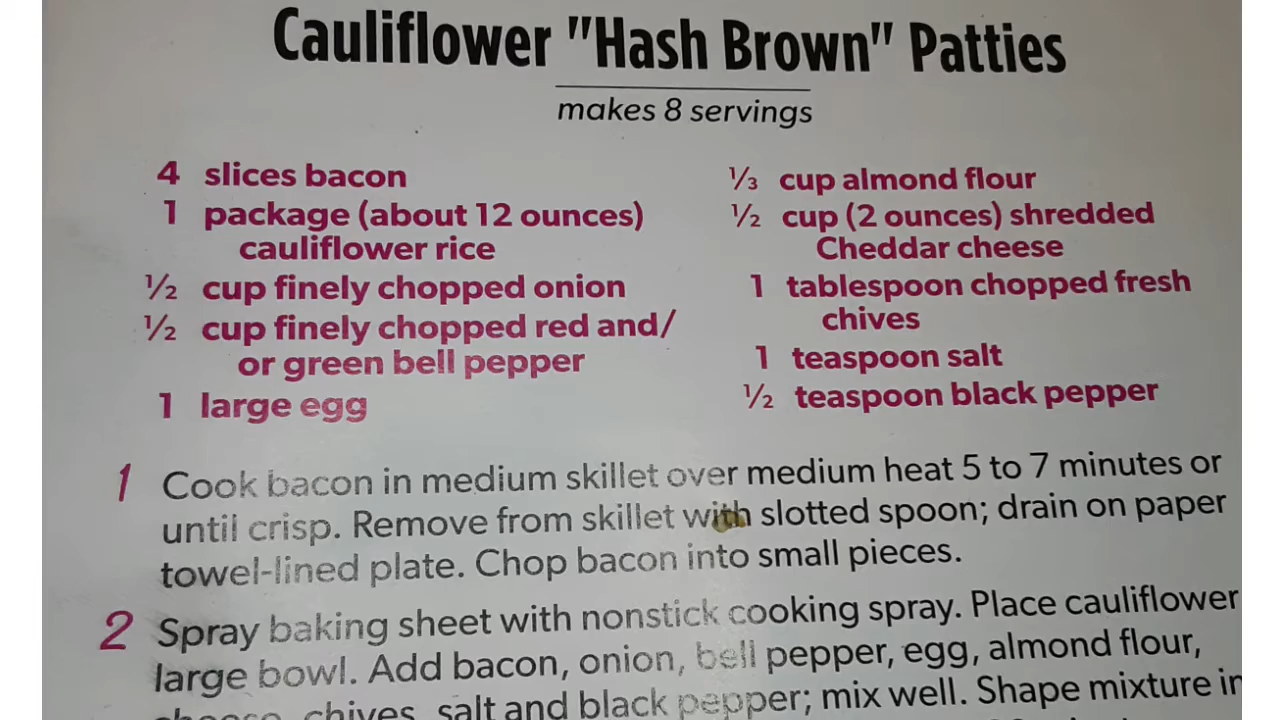 Cauliflower "Hash Brown" Patties
makes 8 servings
4 slices bacon
1 package (about 12 ounces)
cauliflower rice
½ cup finely chopped onion
½ cup finely chopped red and/
or green bell pepper
1 large egg
⅓ cup almond flour
½ cup (2 ounces) shredded
Cheddar cheese
1 tablespoon chopped fresh
chives
1 teaspoon salt
½ teaspoon black pepper
1 Cook bacon in medium skillet over medium heat 5 to 7 minutes or
until crisp. Remove from skillet with slotted spoon; drain on paper
towel-lined plate. Chop bacon into small pieces.
2 Spray baking sheet with nonstick cooking spray. Place cauliflower
large bowl. Add bacon, onion, bell pepper, egg, almond flour,
cheese, chives, salt and black pepper; mix well. Shape mixture in